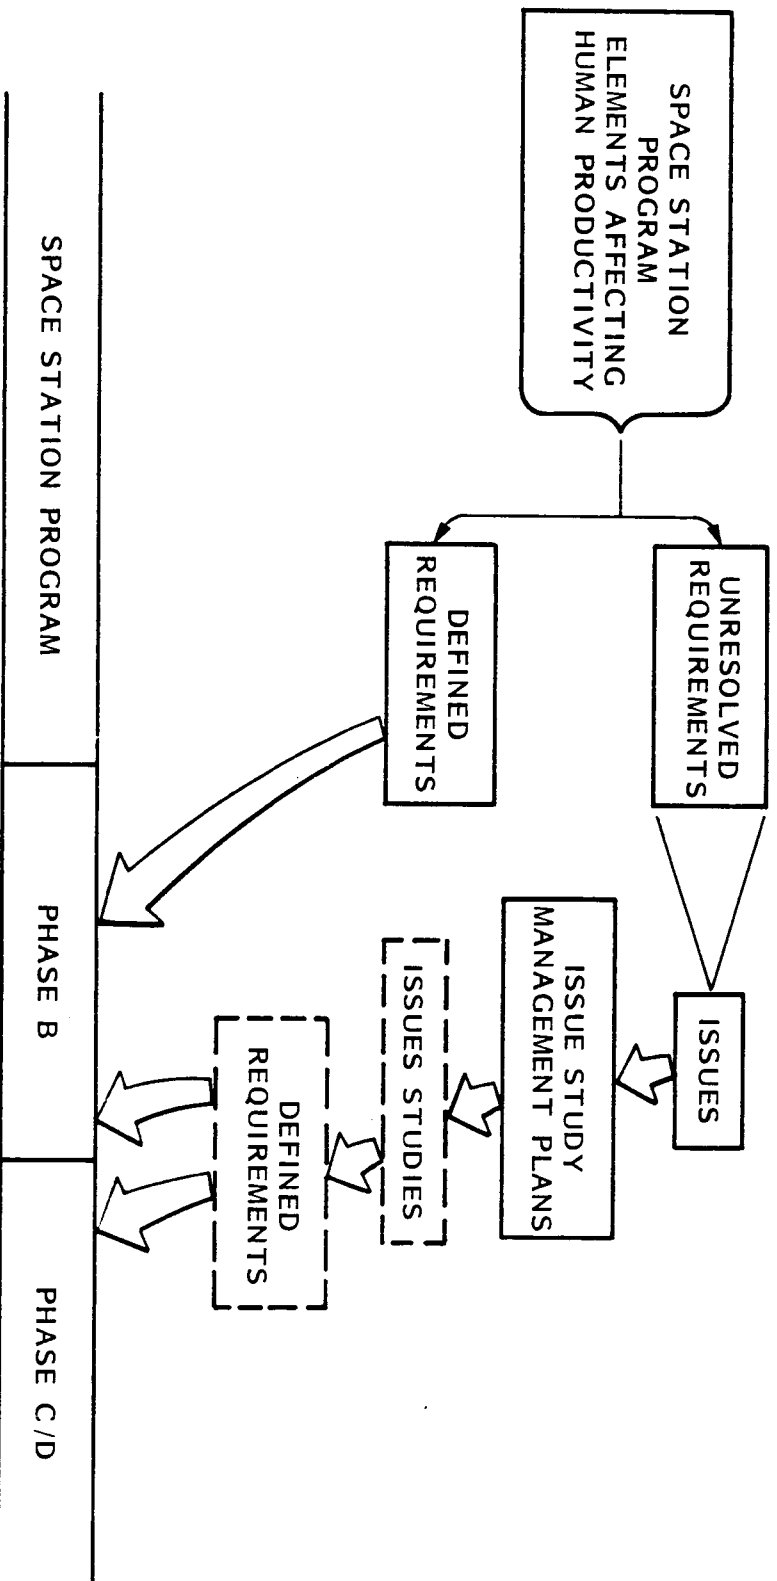 SPACE STATION
PROGRAM
ELEMENTS AFFECTING
HUMAN PRODUCTIVITY
UNRESOLVED
REQUIREMENTS
DEFINED
REQUIREMENTS
ISSUES
ISSUE STUDY
MANAGEMENT PLANS
ISSUES STUDIES
DEFINED
REQUIREMENTS
SPACE STATION PROGRAM
PHASE B
PHASE C/D